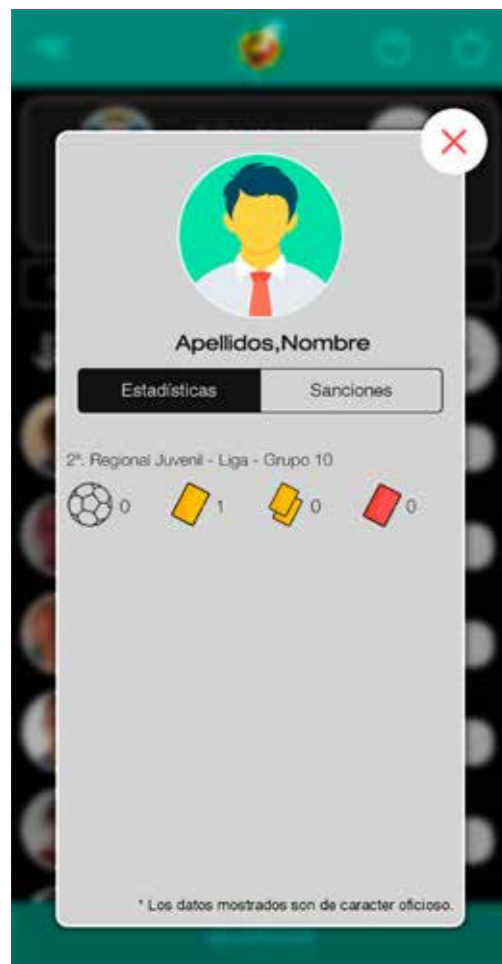 Apellidos,Nombre
Estadísticas Sanciones
2ª. Regional Juvenil - Liga - Grupo 10
0 1 0 0
* Los datos mostrados son de caracter oficioso.